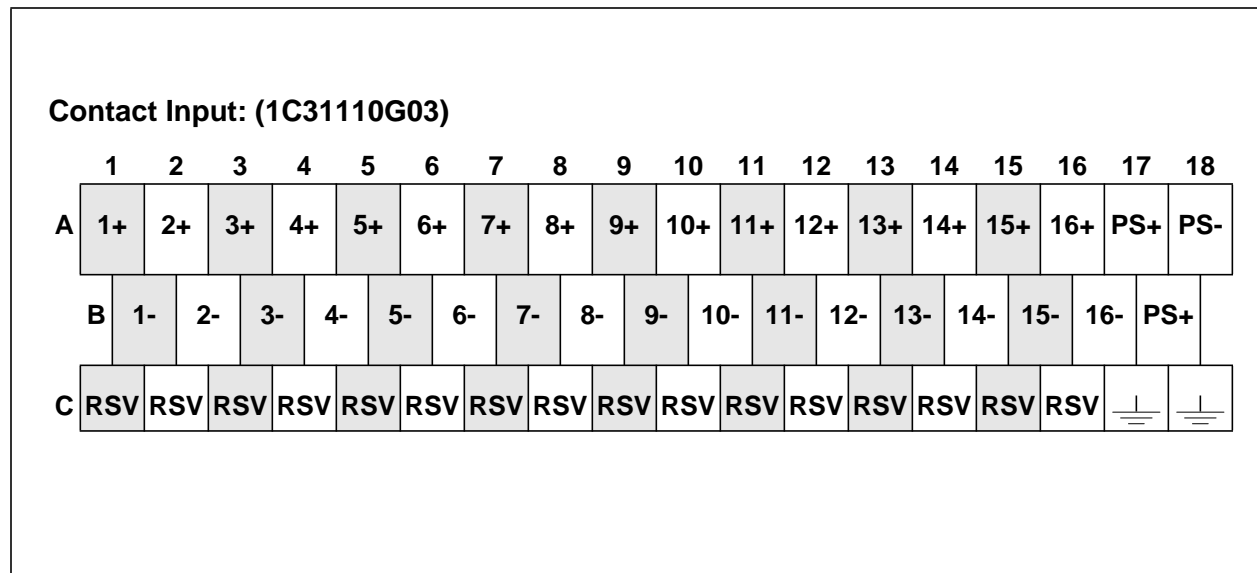 Contact Input: (1C31110G03)
1 2 3 4 5 6 7 8 9 10 11 12 13 14 15 16 17 18
A 1+ 2+ 3+ 4+ 5+ 6+ 7+ 8+ 9+ 10+ 11+ 12+ 13+ 14+ 15+ 16+ PS+ PS-
B 1- 2- 3- 4- 5- 6- 7- 8- 9- 10- 11- 12- 13- 14- 15- 16- PS+
C RSV RSV RSV RSV RSV RSV RSV RSV RSV RSV RSV RSV RSV RSV RSV RSV